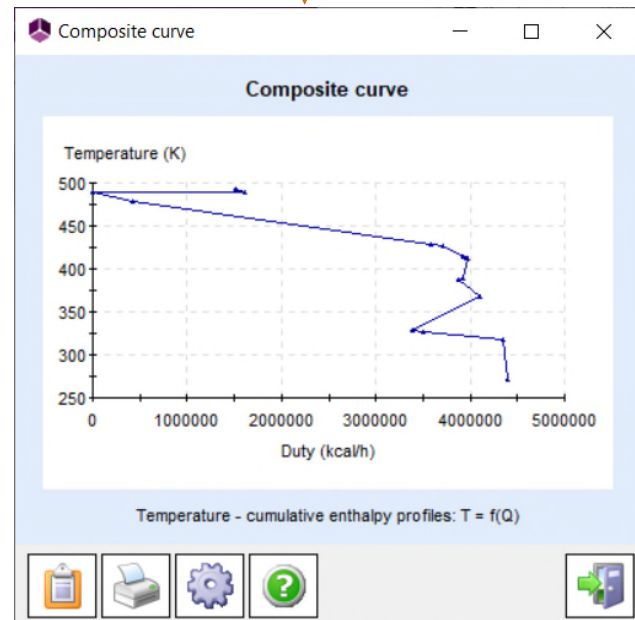 Composite curve
Composite curve
Temperature (K)
500
450
400
350
300
250
0 1000000 2000000 3000000 4000000 5000000
Duty (kcal/h)
Temperature - cumulative enthalpy profiles: T = f(Q)
?